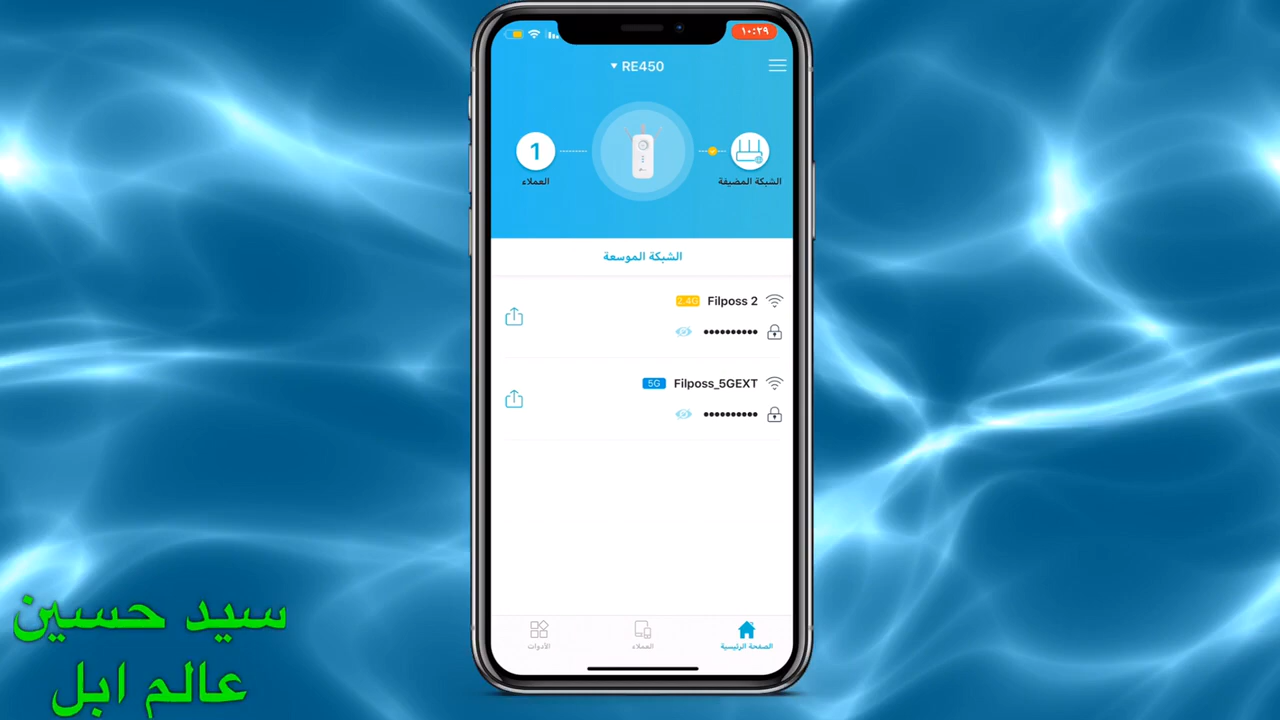 ١٠:٢٩
RE450
1
العملاء
الشبكة المضيفة
الشبكة الموسعة
Filposs 2 2.4G
••••••••••
Filposs_5GEXT 5G
••••••••••
الصفحة الرئيسية
العملاء
الأدوات
سيد حسين
عالم ابل